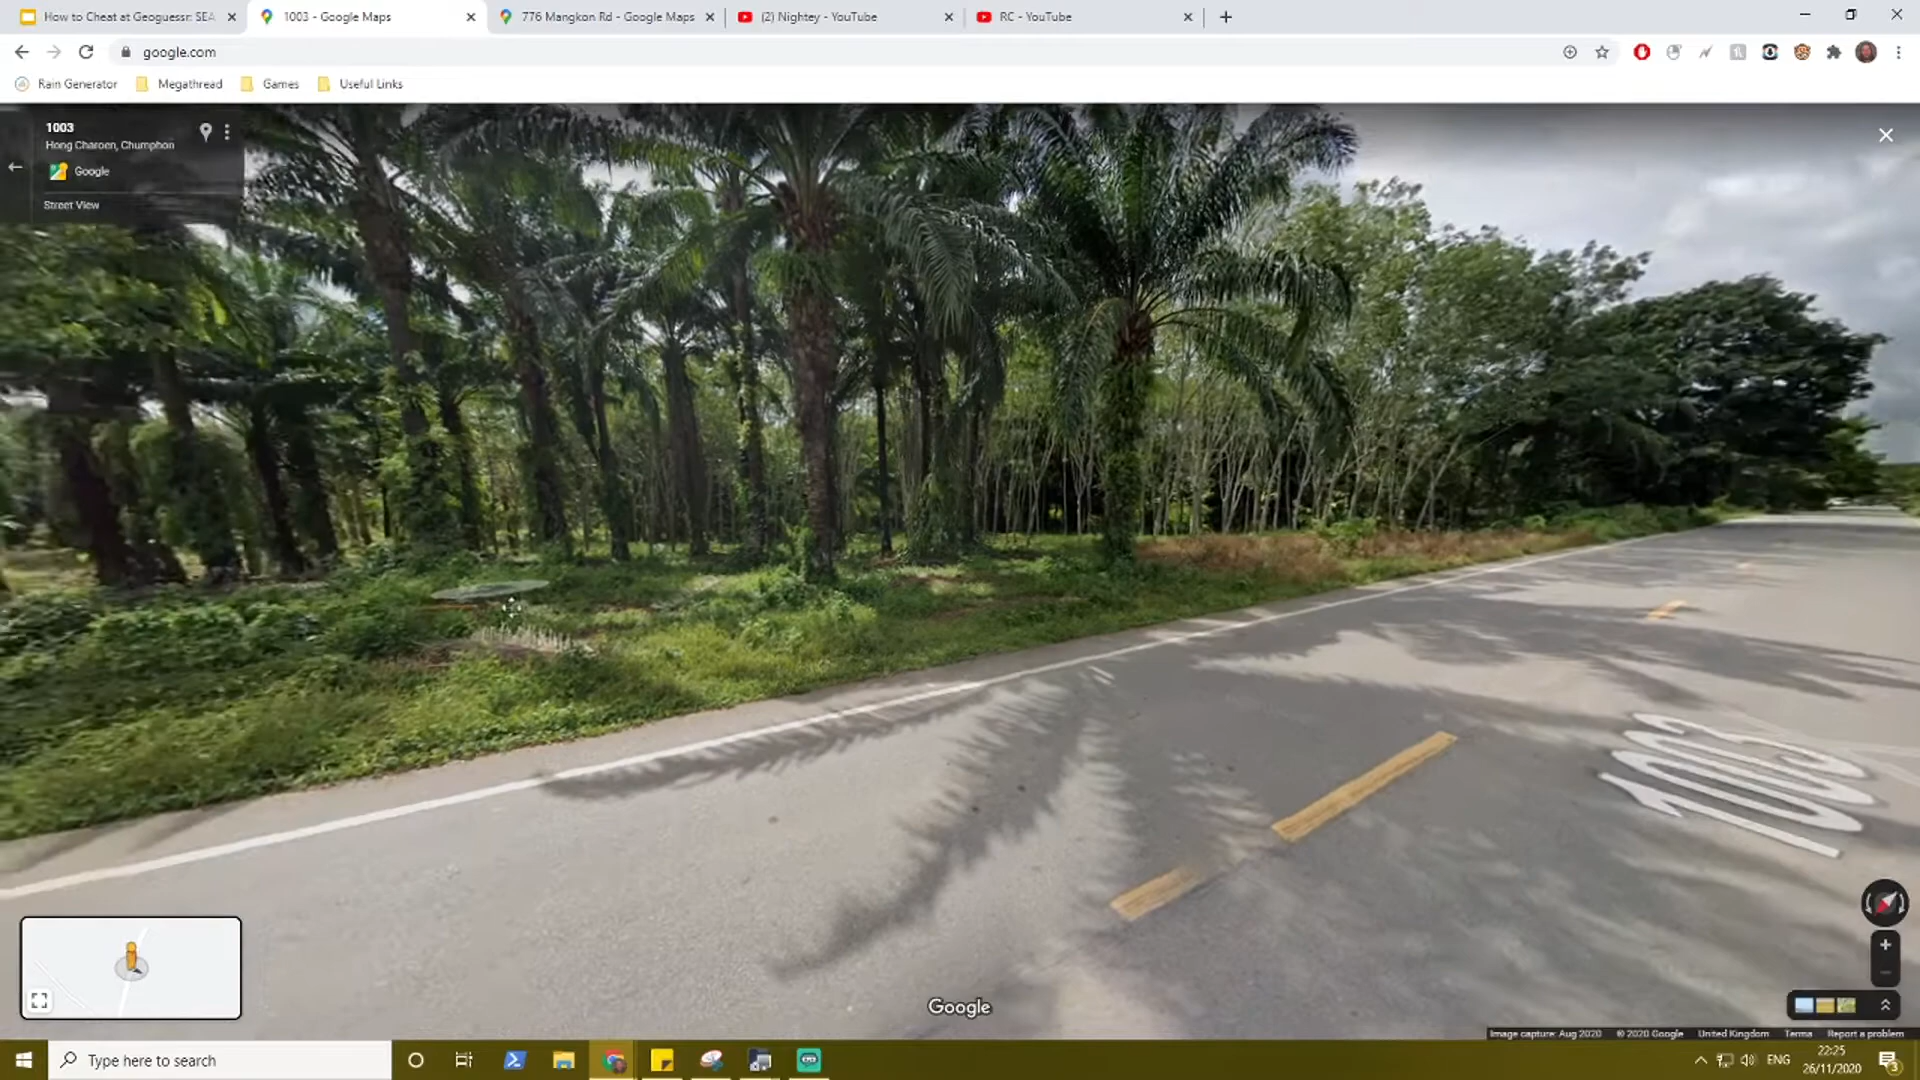 How to Cheat at Geoguessr: SEA
1003 - Google Maps
776 Mangkon Rd - Google Maps
(2) Nightey - YouTube
RC - YouTube
google.com
Rain Generator
Megathread
Games
Useful Links
1003
Hong Charoen, Chumphon
Google
Street View
1003
Google
Image capture: Aug 2020
© 2020 Google
United Kingdom
Terms
Report a problem
Type here to search
ENG
22:25
26/11/2020
3